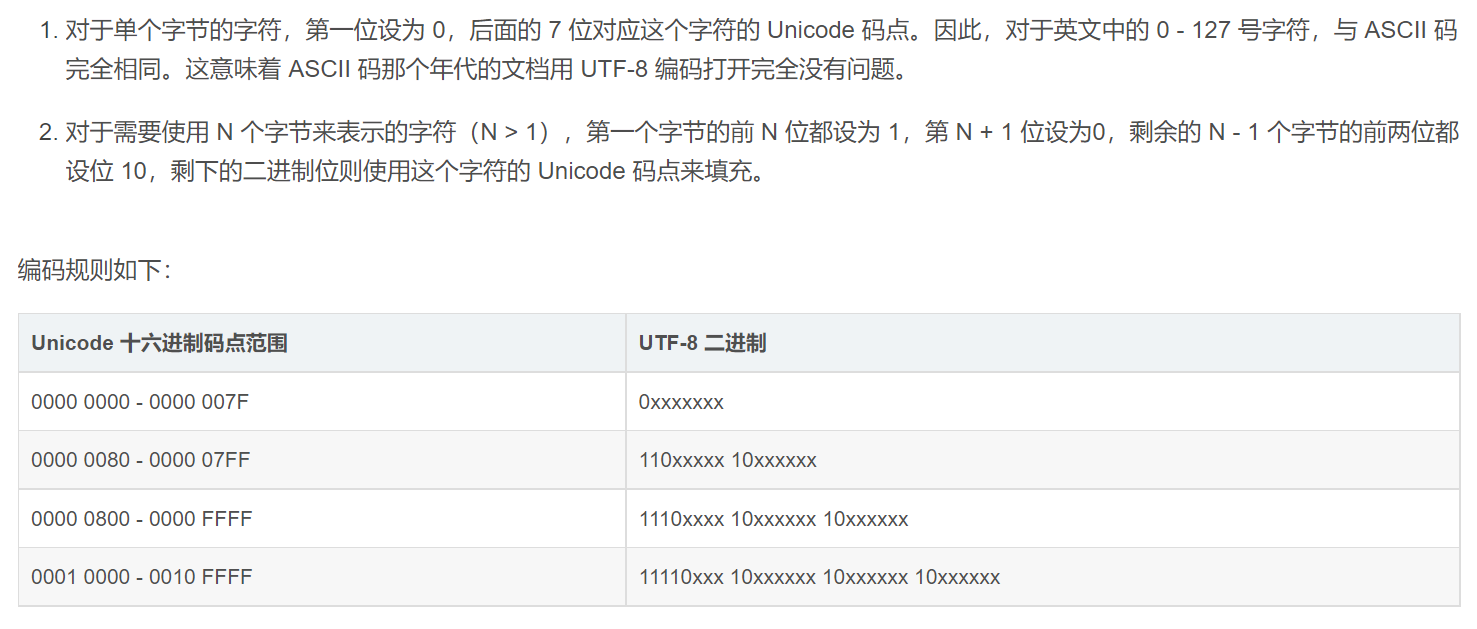 1. 对于单个字节的字符，第一位设为 0，后面的 7 位对应这个字符的 Unicode 码点。因此，对于英文中的 0 - 127 号字符，与 ASCII 码
完全相同。这意味着 ASCII 码那个年代的文档用 UTF-8 编码打开完全没有问题。
2. 对于需要使用 N 个字节来表示的字符（N > 1），第一个字节的前 N 位都设为 1，第 N + 1 位设为0，剩余的 N - 1 个字节的前两位都
设位 10，剩下的二进制位则使用这个字符的 Unicode 码点来填充。
编码规则如下：
Unicode 十六进制码点范围 UTF-8 二进制
0000 0000 - 0000 007F 0xxxxxxx
0000 0080 - 0000 07FF 110xxxxx 10xxxxxx
0000 0800 - 0000 FFFF 1110xxxx 10xxxxxx 10xxxxxx
0001 0000 - 0010 FFFF 11110xxx 10xxxxxx 10xxxxxx 10xxxxxx